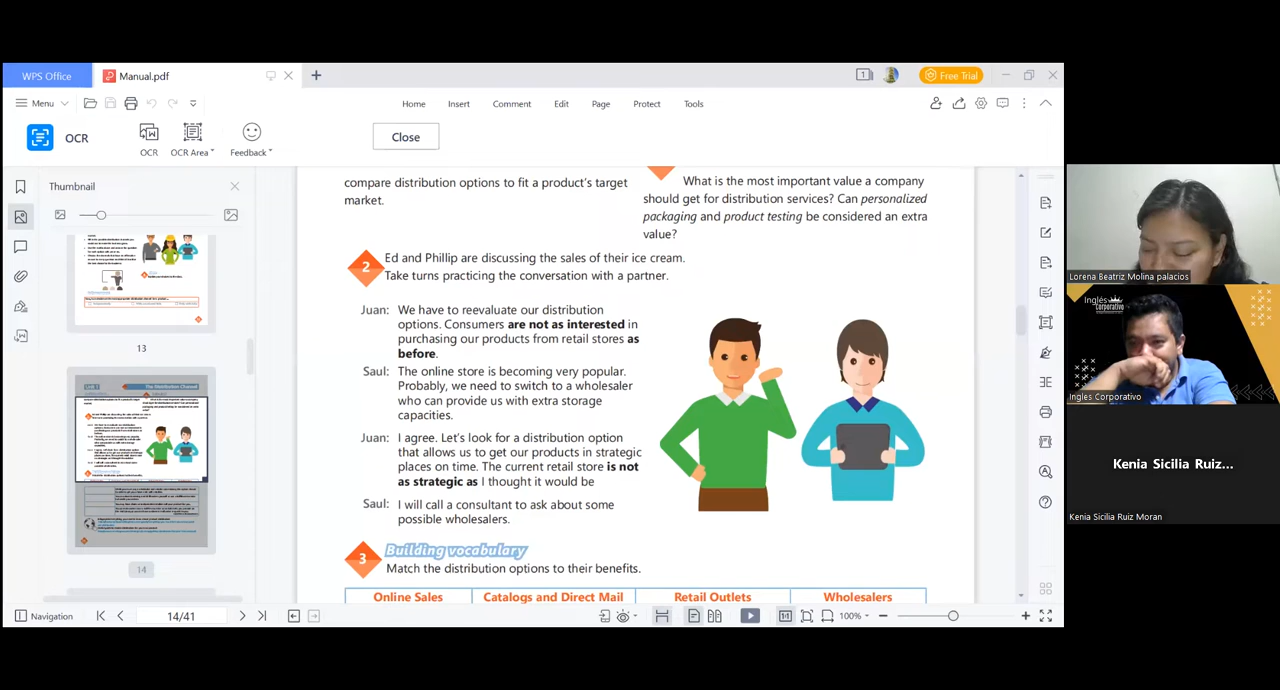 WPS Office
Manual.pdf
Free Trial
Menu
Home
Insert
Comment
Edit
Page
Protect
Tools
OCR
OCR
OCR Area
Feedback
Close
Thumbnail
13
14
compare distribution options to fit a product's target
market.
What is the most important value a company
should get for distribution services? Can personalized
packaging and product testing be considered an extra
value?
2
Ed and Phillip are discussing the sales of their ice cream.
Take turns practicing the conversation with a partner.
Juan: We have to reevaluate our distribution
options. Consumers are not as interested in
purchasing our products from retail stores as
before.
Saul: The online store is becoming very popular.
Probably, we need to switch to a wholesaler
who can provide us with extra storage
capacities.
Juan: I agree. Let's look for a distribution option
that allows us to get our products in strategic
places on time. The current retail store is not
as strategic as I thought it would be
Saul: I will call a consultant to ask about some
possible wholesalers.
3
Building vocabulary
Match the distribution options to their benefits.
Online Sales
Catalogs and Direct Mail
Retail Outlets
Wholesalers
Navigation
14/41
100%
Lorena Beatriz Molina palacios
Inglés
Corporativo
Ingles Corporativo
Kenia Sicilia Ruiz...
Kenia Sicilia Ruiz Moran